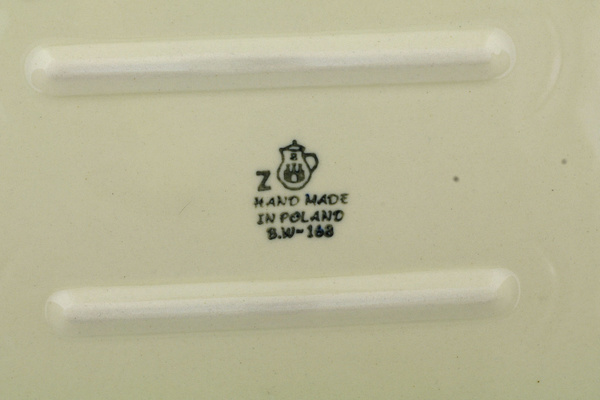 a
Z
HAND MADE
IN POLAND
B.W-168